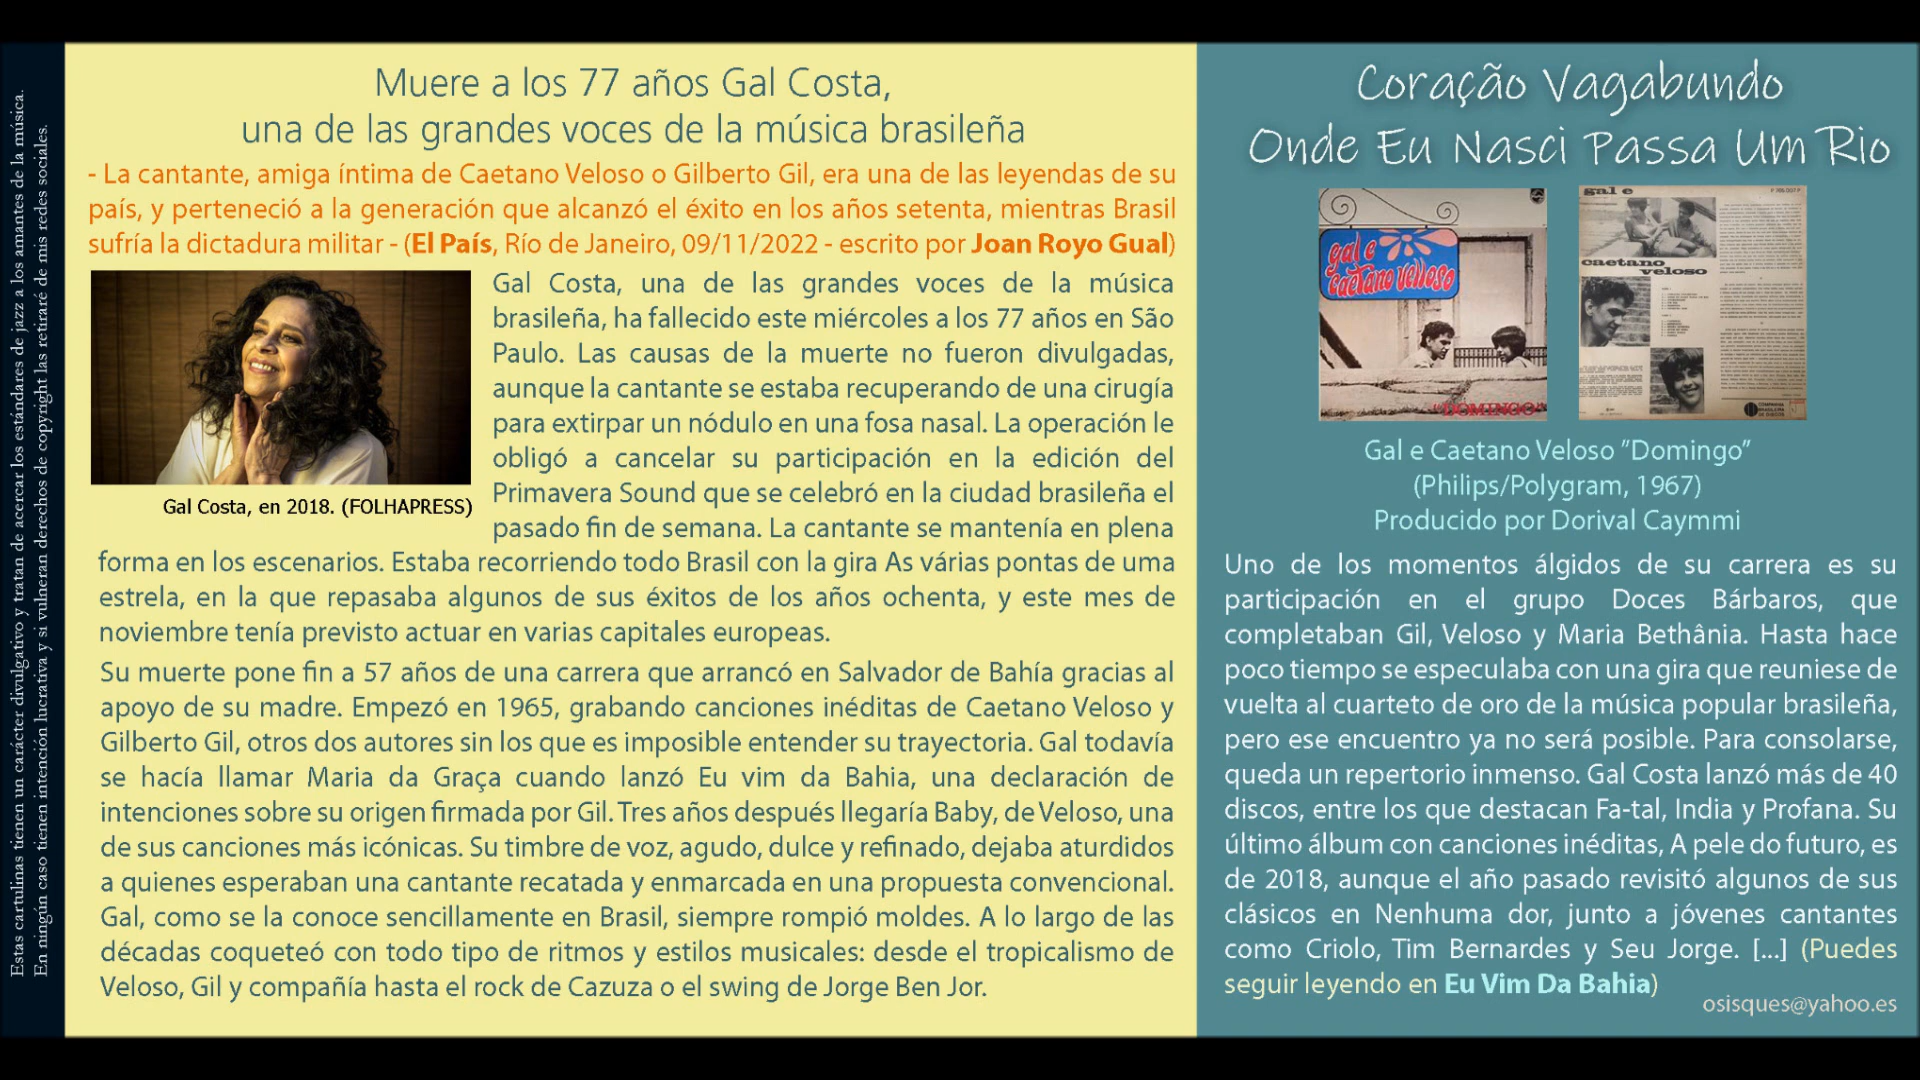 Estas cartulinas tienen un carácter divulgativo y tratan de acercar los estándares de jazz a los amantes de la música.
En ningún caso tienen intención lucrativa y si vulneran derechos de copyright las retiraré de mis redes sociales.
Muere a los 77 años Gal Costa,
una de las grandes voces de la música brasileña
- La cantante, amiga íntima de Caetano Veloso o Gilberto Gil, era una de las leyendas de su
país, y perteneció a la generación que alcanzó el éxito en los años setenta, mientras Brasil
sufría la dictadura militar - (El País, Río de Janeiro, 09/11/2022 - escrito por Joan Royo Gual)
Gal Costa, una de las grandes voces de la música
brasileña, ha fallecido este miércoles a los 77 años en São
Paulo. Las causas de la muerte no fueron divulgadas,
aunque la cantante se estaba recuperando de una cirugía
para extirpar un nódulo en una fosa nasal. La operación le
obligó a cancelar su participación en la edición del
Primavera Sound que se celebró en la ciudad brasileña el
pasado fin de semana. La cantante se mantenía en plena
forma en los escenarios. Estaba recorriendo todo Brasil con la gira As várias pontas de uma
estrela, en la que repasaba algunos de sus éxitos de los años ochenta, y este mes de
noviembre tenía previsto actuar en varias capitales europeas.
Gal Costa, en 2018. (FOLHAPRESS)
Su muerte pone fin a 57 años de una carrera que arrancó en Salvador de Bahía gracias al
apoyo de su madre. Empezó en 1965, grabando canciones inéditas de Caetano Veloso y
Gilberto Gil, otros dos autores sin los que es imposible entender su trayectoria. Gal todavía
se hacía llamar Maria da Graça cuando lanzó Eu vim da Bahia, una declaración de
intenciones sobre su origen firmada por Gil. Tres años después llegaría Baby, de Veloso, una
de sus canciones más icónicas. Su timbre de voz, agudo, dulce y refinado, dejaba aturdidos
a quienes esperaban una cantante recatada y enmarcada en una propuesta convencional.
Gal, como se la conoce sencillamente en Brasil, siempre rompió moldes. A lo largo de las
décadas coqueteó con todo tipo de ritmos y estilos musicales: desde el tropicalismo de
Veloso, Gil y compañía hasta el rock de Cazuza o el swing de Jorge Ben Jor.
Coração Vagabundo
Onde Eu Nasci Passa Um Rio
gal e
caetano velloso
"DOMINGO"
gal e
caetano
veloso
Gal e Caetano Veloso "Domingo"
(Philips/Polygram, 1967)
Producido por Dorival Caymmi
Uno de los momentos álgidos de su carrera es su
participación en el grupo Doces Bárbaros, que
completaban Gil, Veloso y Maria Bethânia. Hasta hace
poco tiempo se especulaba con una gira que reuniese de
vuelta al cuarteto de oro de la música popular brasileña,
pero ese encuentro ya no será posible. Para consolarse,
queda un repertorio inmenso. Gal Costa lanzó más de 40
discos, entre los que destacan Fa-tal, India y Profana. Su
último álbum con canciones inéditas, A pele do futuro, es
de 2018, aunque el año pasado revisitó algunos de sus
clásicos en Nenhuma dor, junto a jóvenes cantantes
como Criolo, Tim Bernardes y Seu Jorge. [...] (Puedes
seguir leyendo en Eu Vim Da Bahia)
osisques@yahoo.es